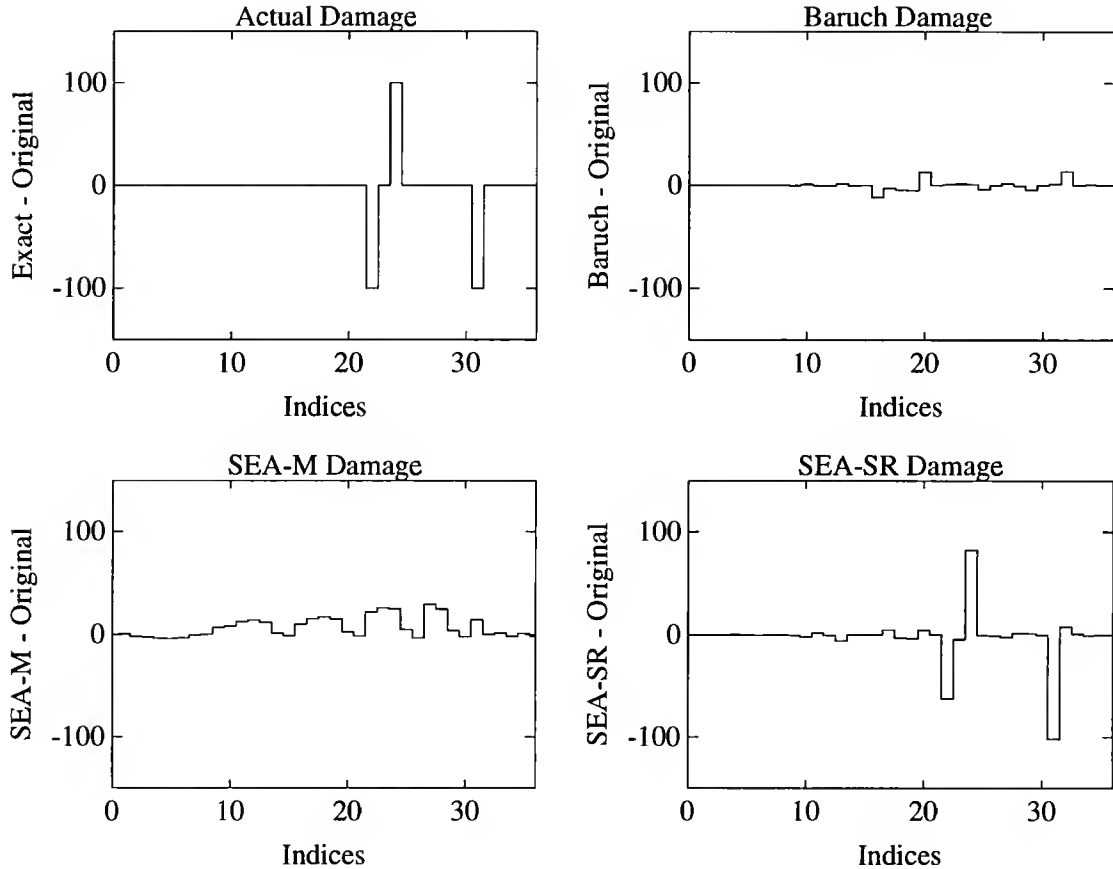 Actual Damage
Exact - Original
100
0
-100
0 10 20 30
Indices
Baruch Damage
Baruch - Original
100
0
-100
0 10 20 30
Indices
SEA-M Damage
SEA-M - Original
100
0
-100
0 10 20 30
Indices
SEA-SR Damage
SEA-SR - Original
100
0
-100
0 10 20 30
Indices